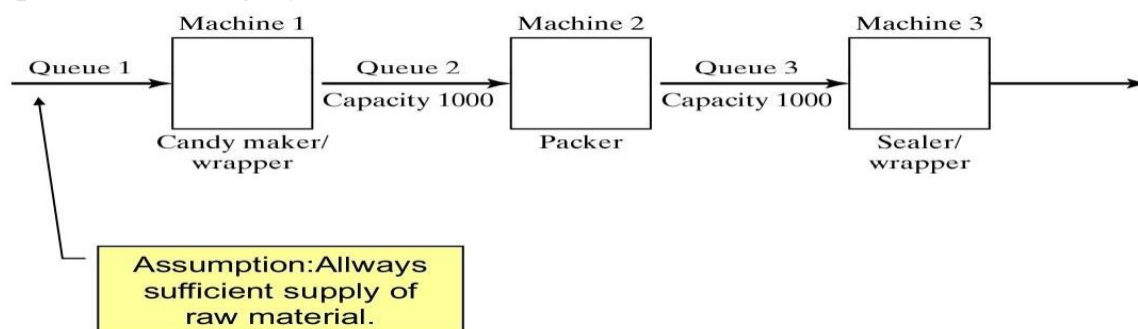 Machine 1
Machine 2
Machine 3
Queue 1
Queue 2
Queue 3
Capacity 1000
Capacity 1000
Candy maker/
wrapper
Packer
Sealer/
wrapper
Assumption:Allways
sufficient supply of
raw material.